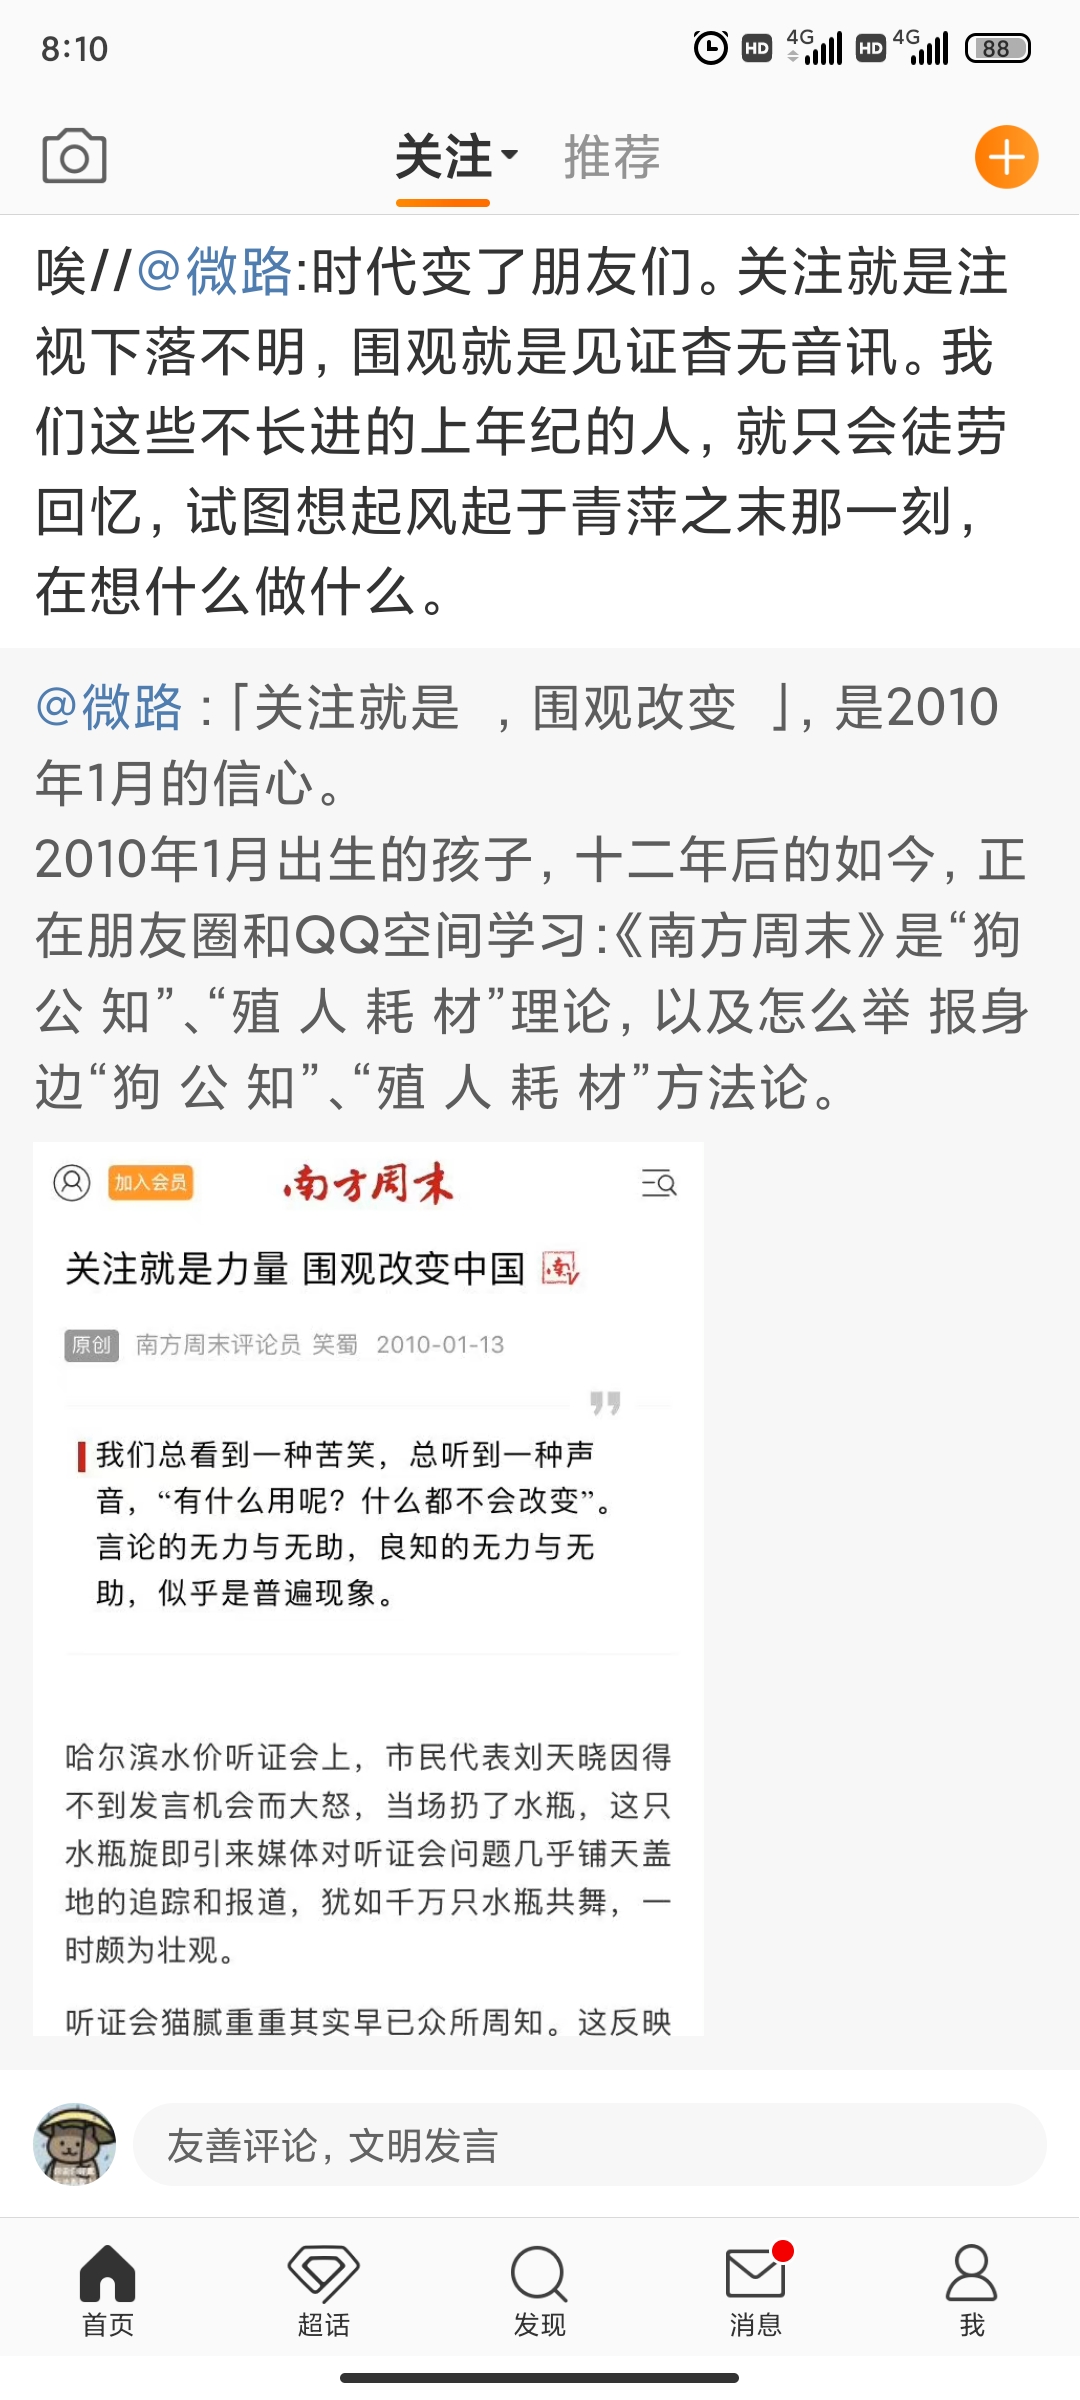 8:10
HD 4G HD 4G 88
关注 推荐
唉//@微路:时代变了朋友们。关注就是注
视下落不明，围观就是见证杳无音讯。我
们这些不长进的上年纪的人，就只会徒劳
回忆，试图想起风起于青萍之末那一刻，
在想什么做什么。
@微路 :「关注就是  ，围观改变  」，是2010
年1月的信心。
2010年1月出生的孩子，十二年后的如今，正
在朋友圈和QQ空间学习:《南方周末》是“狗
公 知”、“殖 人 耗 材”理论，以及怎么举 报身
边“狗 公 知”、“殖 人 耗 材”方法论。
加入会员 南方周末
关注就是力量 围观改变中国 南
原创 南方周末评论员 笑蜀 2010-01-13
我们总看到一种苦笑，总听到一种声
音，“有什么用呢？什么都不会改变”。
言论的无力与无助，良知的无力与无
助，似乎是普遍现象。
哈尔滨水价听证会上，市民代表刘天晓因得
不到发言机会而大怒，当场扔了水瓶，这只
水瓶旋即引来媒体对听证会问题几乎铺天盖
地的追踪和报道，犹如千万只水瓶共舞，一
时颇为壮观。
听证会猫腻重重其实早已众所周知。这反映
友善评论，文明发言
首页 超话 发现 消息 我